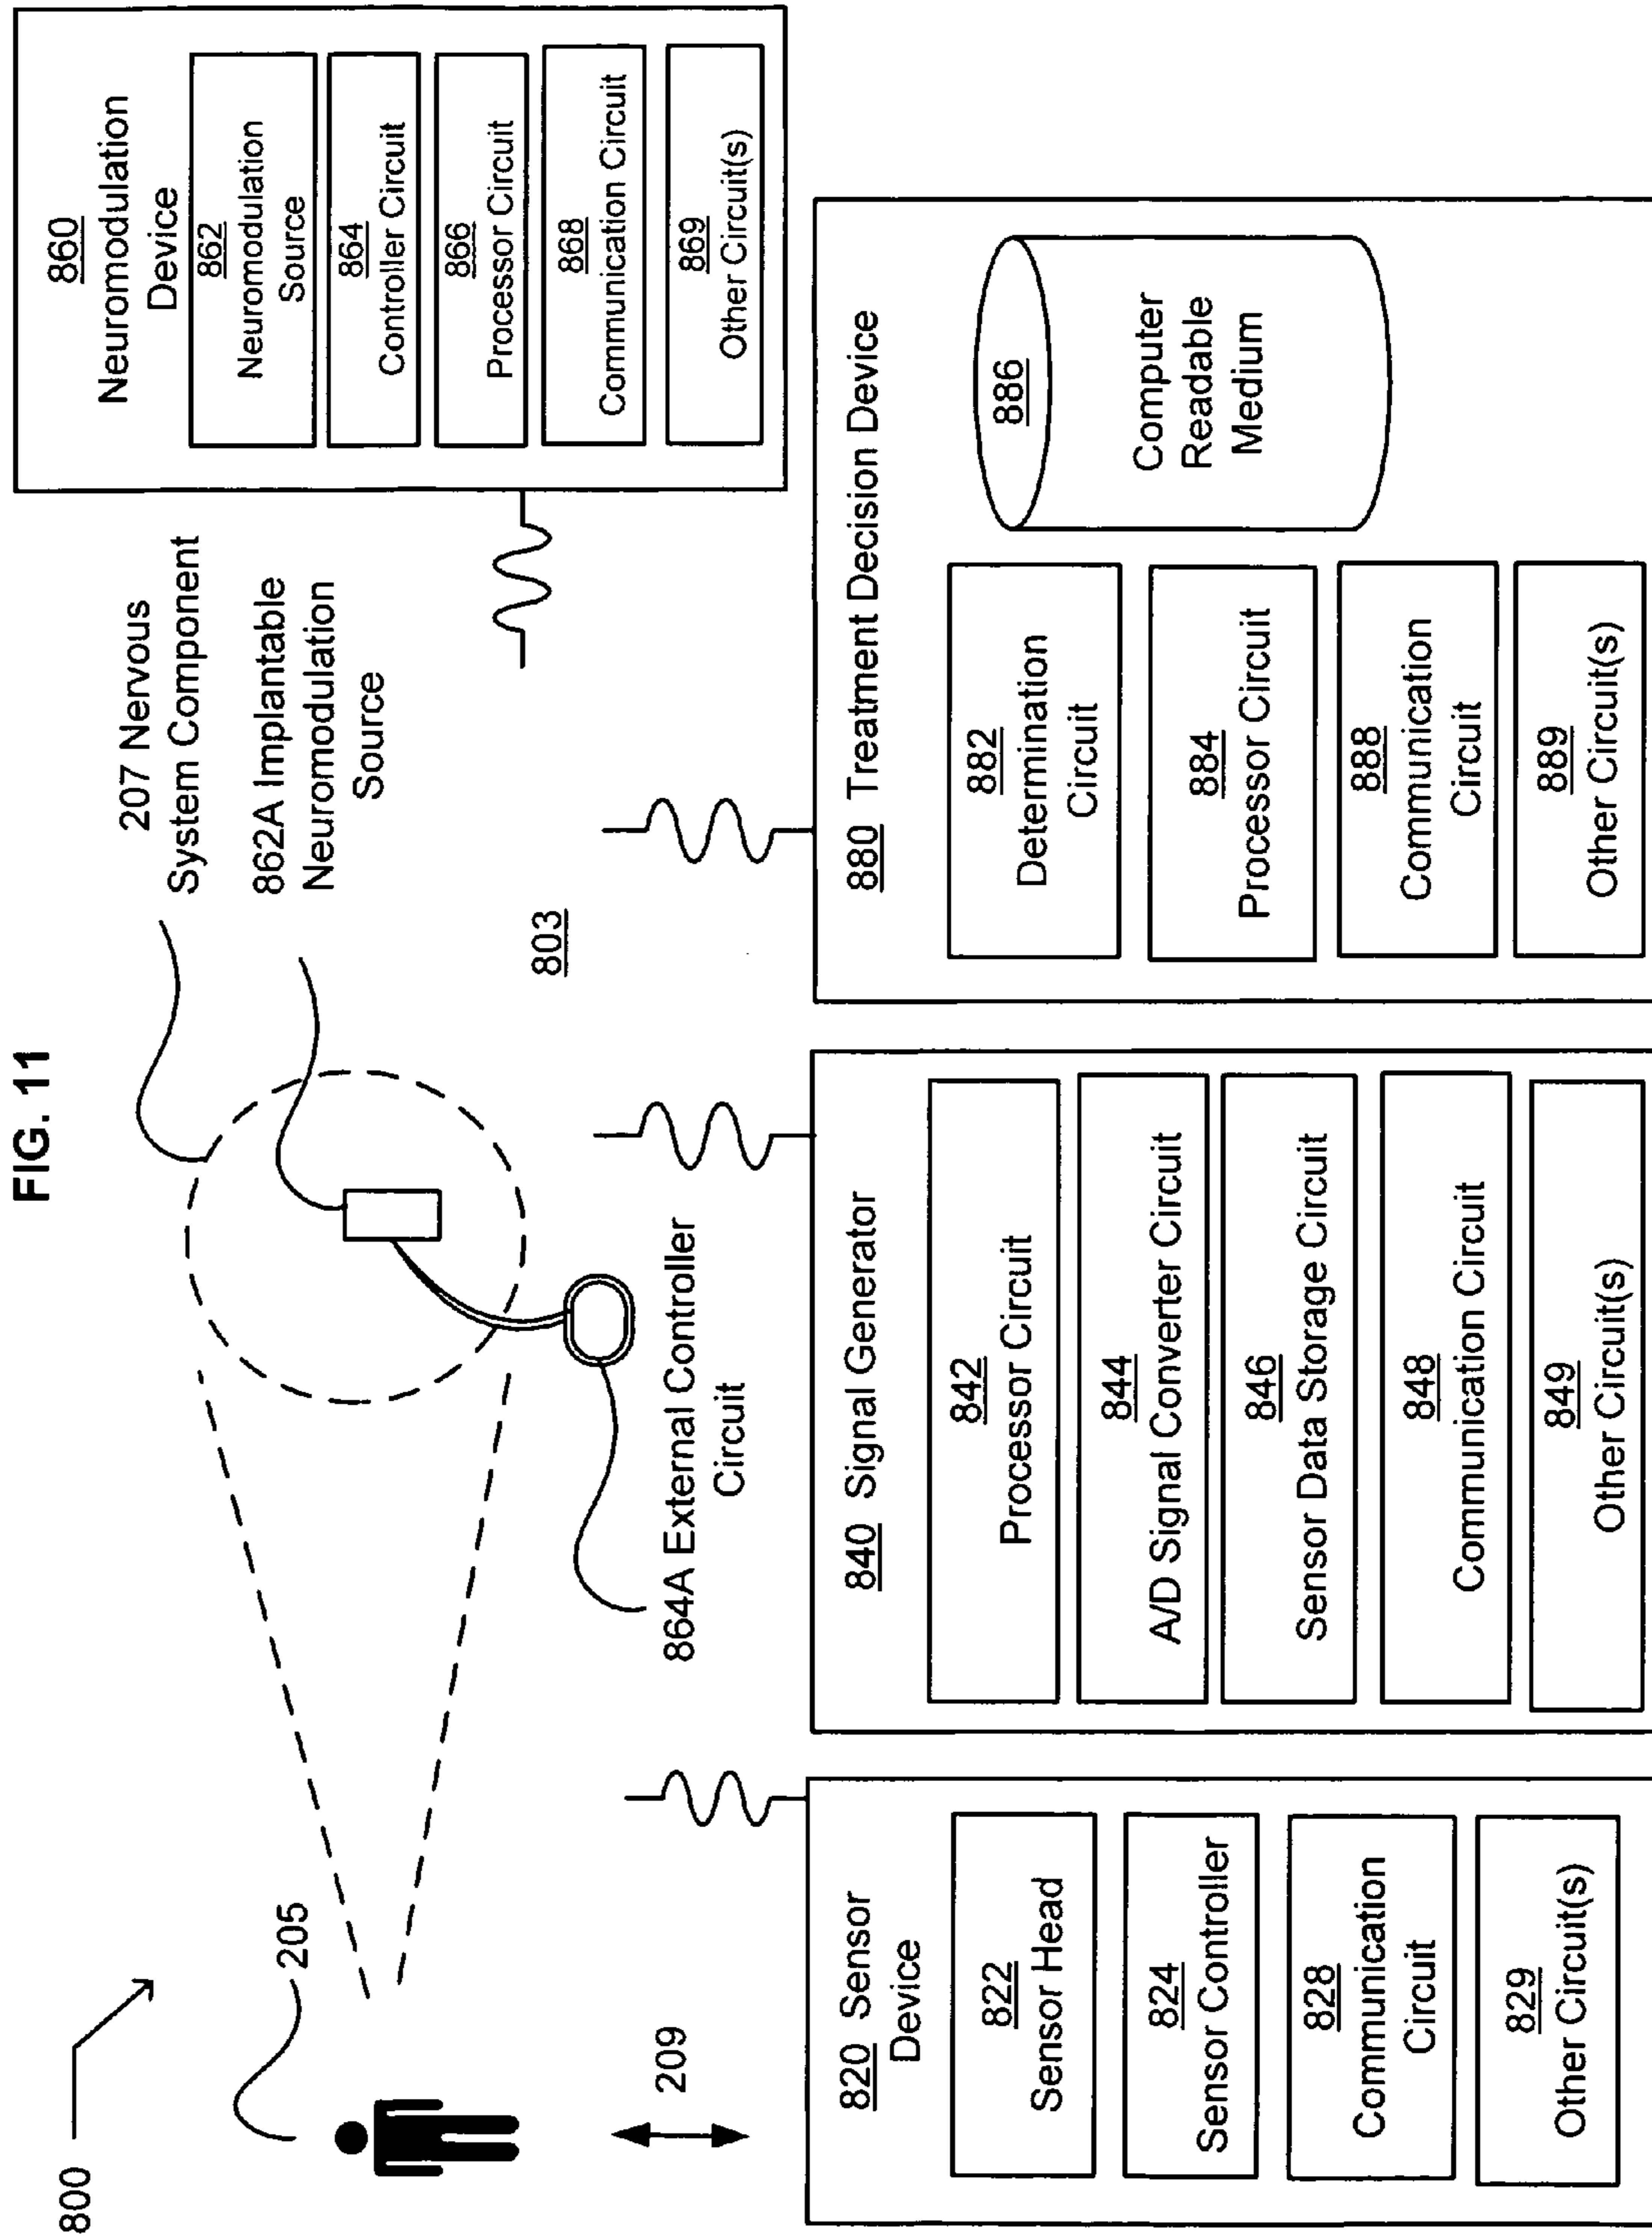 FIG. 11
800
205
209
207 Nervous
System Component
862A Implantable
Neuromodulation
Source
864A External Controller
Circuit
803
860
Neuromodulation
Device
862
Neuromodulation
Source
864
Controller Circuit
866
Processor Circuit
868
Communication Circuit
869
Other Circuit(s)
820 Sensor
Device
822
Sensor Head
824
Sensor Controller
828
Communication
Circuit
829
Other Circuit(s)
840 Signal Generator
842
Processor Circuit
844
A/D Signal Converter Circuit
846
Sensor Data Storage Circuit
848
Communication Circuit
849
Other Circuit(s)
880 Treatment Decision Device
882
Determination
Circuit
884
Processor Circuit
888
Communication
Circuit
889
Other Circuit(s)
886
Computer
Readable
Medium